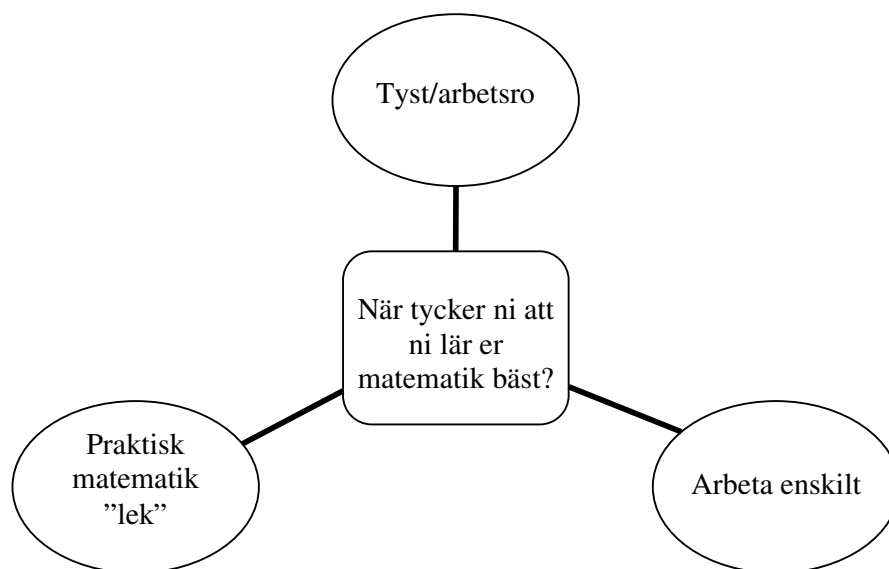 Tyst/arbetsro
När tycker ni att
ni lär er
matematik bäst?
Praktisk
matematik
”lek”
Arbeta enskilt